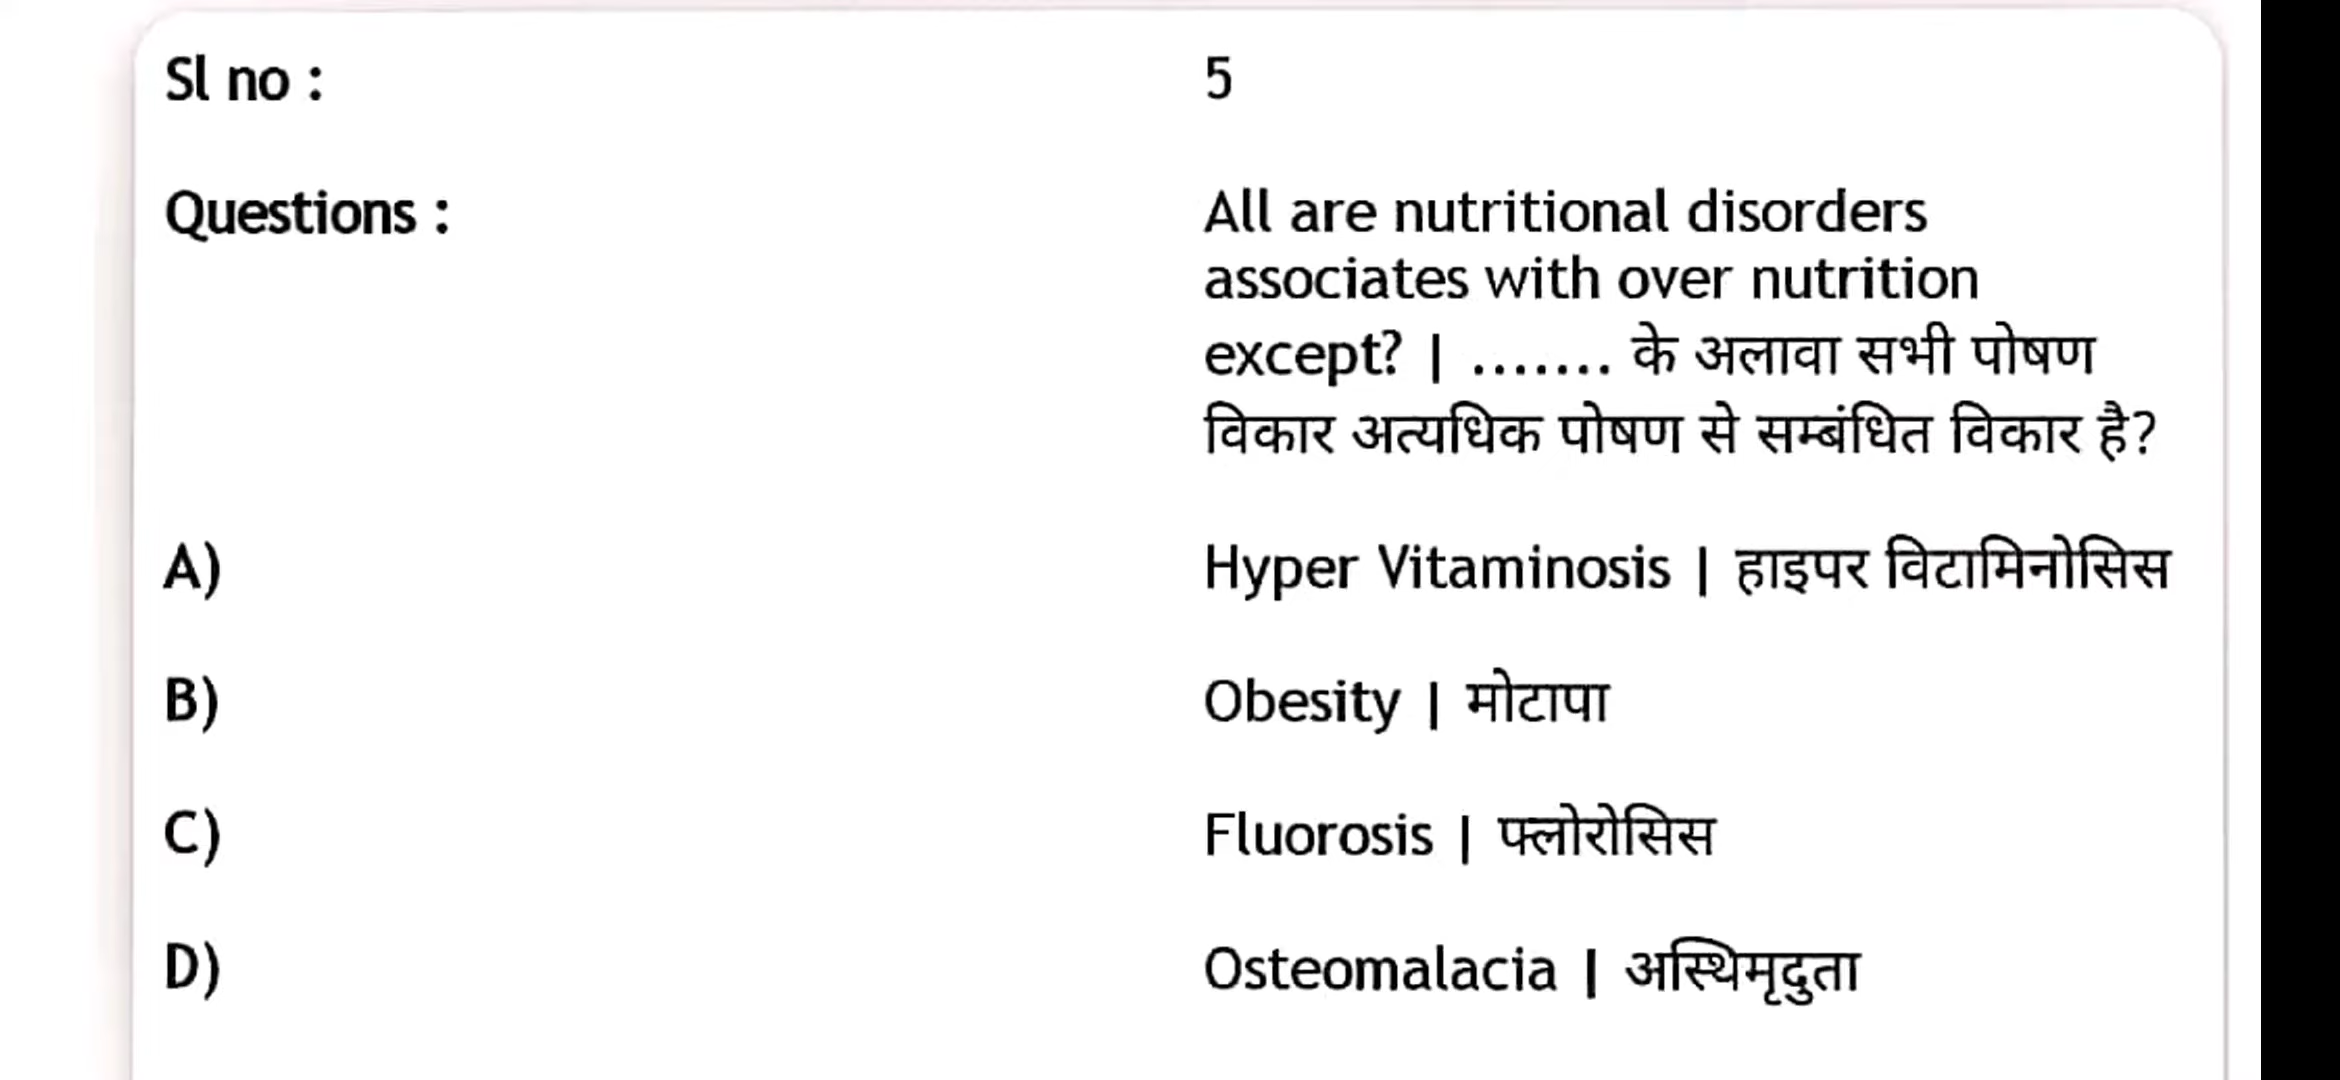 Sl no : 5
Questions : All are nutritional disorders
associates with over nutrition
except? | ....... के अलावा सभी पोषण
विकार अत्यधिक पोषण से सम्बंधित विकार है?
A) Hyper Vitaminosis | हाइपर विटामिनोसिस
B) Obesity | मोटापा
C) Fluorosis | फ्लोरोसिस
D) Osteomalacia | अस्थिमृदुता